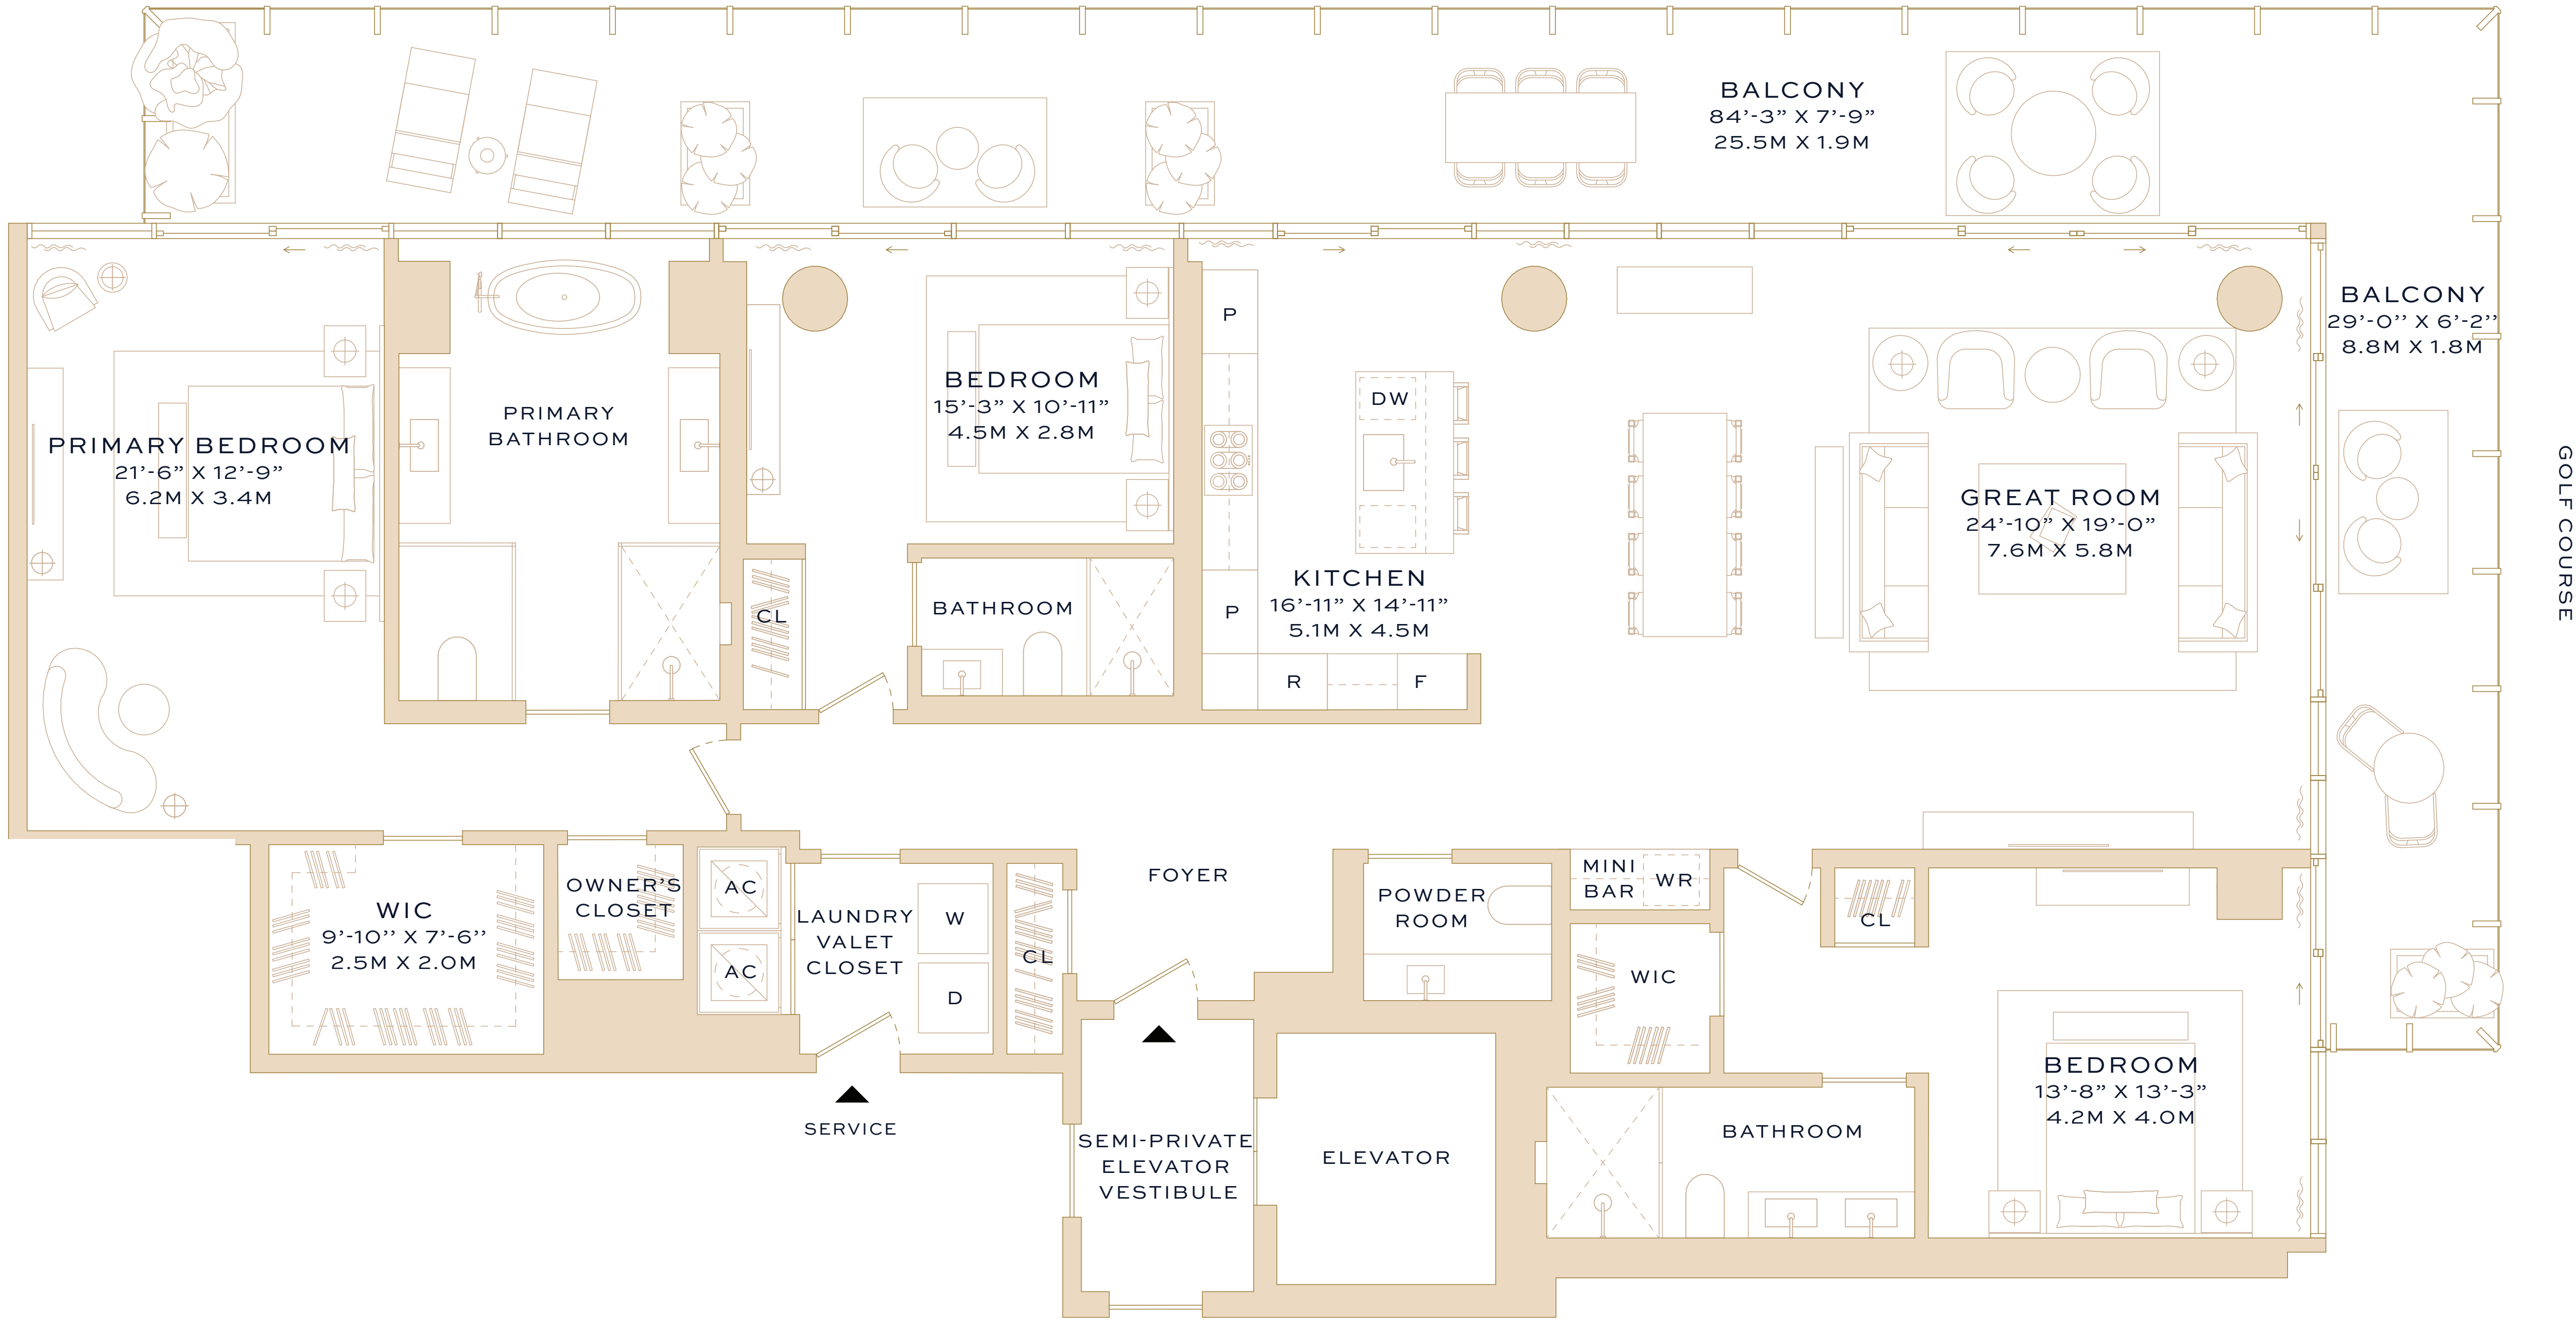 BALCONY
84'-3" X 7'-9"
25.5M X 1.9M
BALCONY
29'-0'' X 6'-2''
8.8M X 1.8M
GOLF COURSE
PRIMARY BEDROOM
21'-6" X 12'-9"
6.2M X 3.4M
PRIMARY
BATHROOM
BEDROOM
15'-3" X 10'-11"
4.5M X 2.8M
CL
BATHROOM
P
P
DW
KITCHEN
16'-11" X 14'-11"
5.1M X 4.5M
R
F
GREAT ROOM
24'-10" X 19'-0"
7.6M X 5.8M
WIC
9'-10'' X 7'-6''
2.5M X 2.0M
OWNER'S
CLOSET
AC
AC
LAUNDRY
VALET
CLOSET
W
D
CL
FOYER
POWDER
ROOM
MINI
BAR
WR
WIC
CL
BEDROOM
13'-8" X 13'-3"
4.2M X 4.0M
SERVICE
SEMI-PRIVATE
ELEVATOR
VESTIBULE
ELEVATOR
BATHROOM